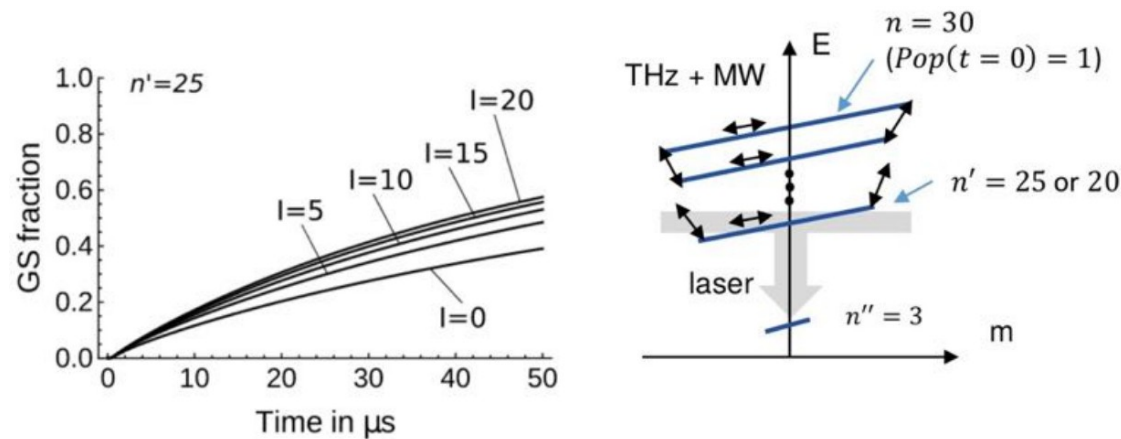 n'=25
1.0
0.8
0.6
0.4
0.2
0.0
GS fraction
I=20
I=15
I=10
I=5
I=0
0
10
20
30
40
50
Time in μs
E
THz + MW
n = 30
(Pop(t = 0) = 1)
n′ = 25 or 20
laser
n′′ = 3
m